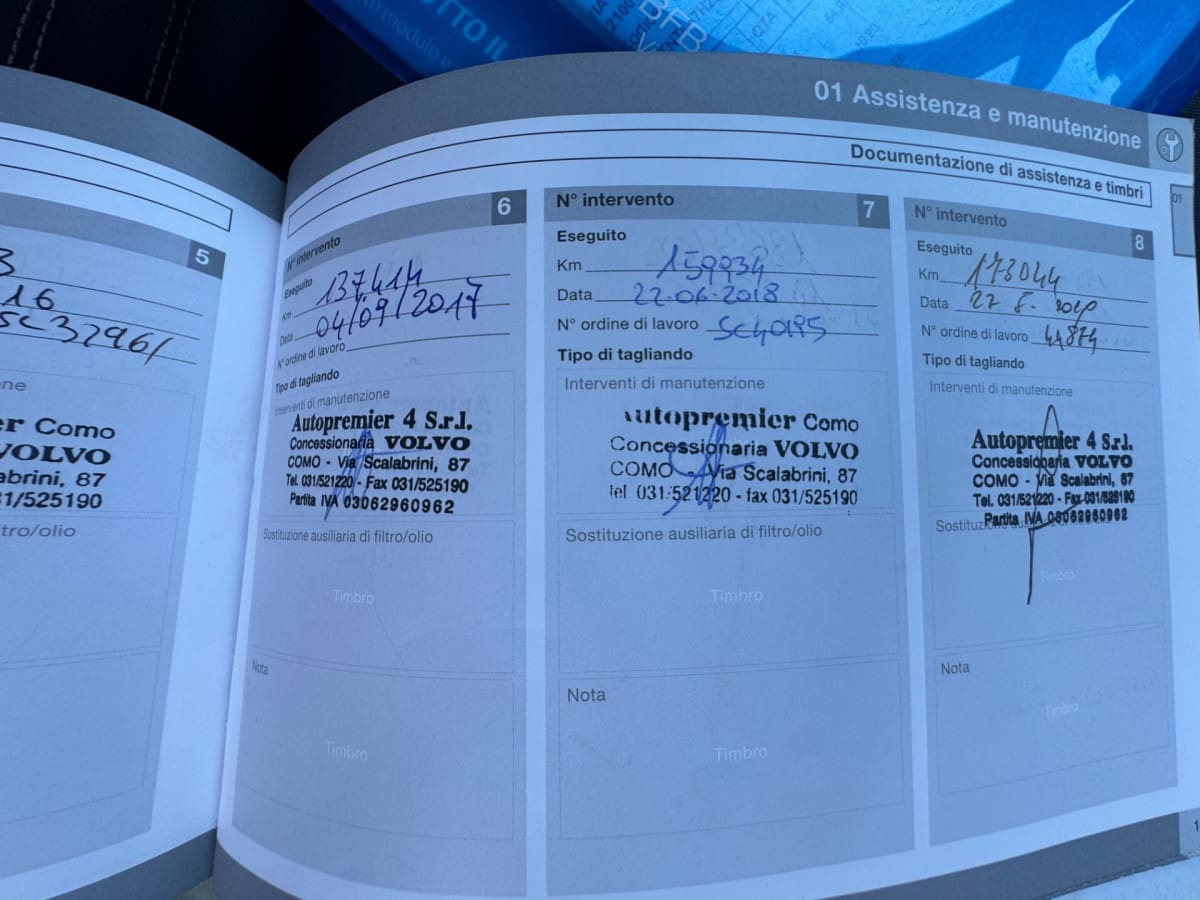 01 Assistenza e manutenzione
Documentazione di assistenza e timbri
01
5
16
SC32961
er Como
VOLVO
abrini, 87
31/525190
tro/olio
N° intervento 6
Eseguito
Km 137.414
Data 04/09/2017
N° ordine di lavoro
Tipo di tagliando
Interventi di manutenzione
Autopremier 4 S.r.l.
Concessionaria VOLVO
COMO - Via Scalabrini, 87
Tel. 031/521220 - Fax 031/525190
Partita IVA 03062960962
Sostituzione ausiliaria di filtro/olio
Timbro
Nota
Timbro
N° intervento 7
Eseguito
Km 159934
Data 22-06-2018
N° ordine di lavoro SC40195
Tipo di tagliando
Interventi di manutenzione
Autopremier Como
Concessionaria VOLVO
COMO - Via Scalabrini, 87
tel 031/521220 - fax 031/525190
Sostituzione ausiliaria di filtro/olio
Timbro
Nota
Timbro
N° intervento 8
Eseguito
Km 173044
Data
N° ordine di lavoro
Tipo di tagliando
Interventi di manutenzione
Autopremier 4 S.r.l.
Concessionaria VOLVO
COMO - Via Scalabrini, 87
Tel. 031/521220 - Fax 031/525190
Partita IVA 03062960962
Timbro
Nota
Timbro